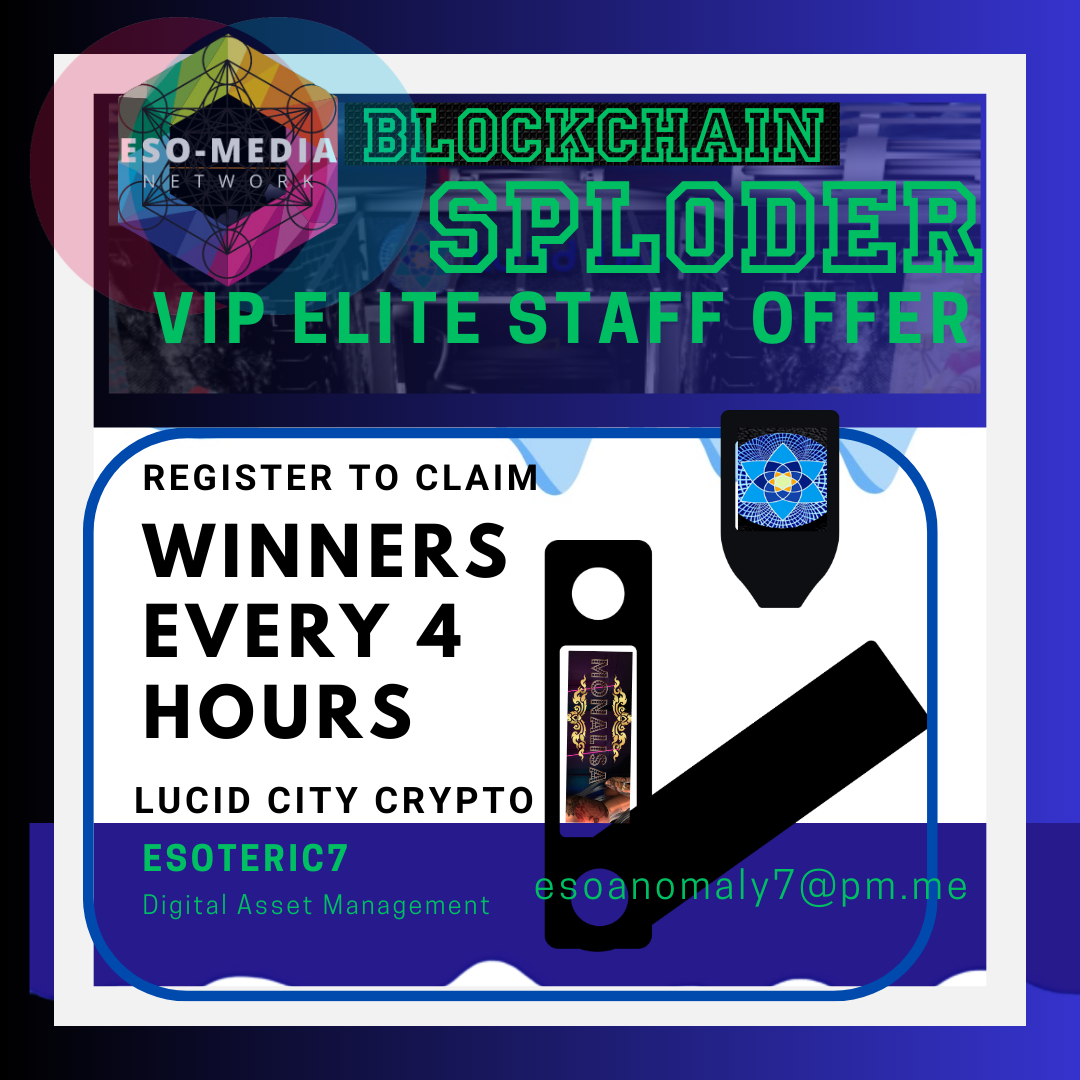 ESO-MEDIA
NETWORK
BLOCKCHAIN
SPLODER
VIP ELITE STAFF OFFER
REGISTER TO CLAIM
WINNERS
EVERY 4
HOURS
MONALISA
LUCID CITY CRYPTO
ESOTERIC7
Digital Asset Management
esoanomaly7@pm.me